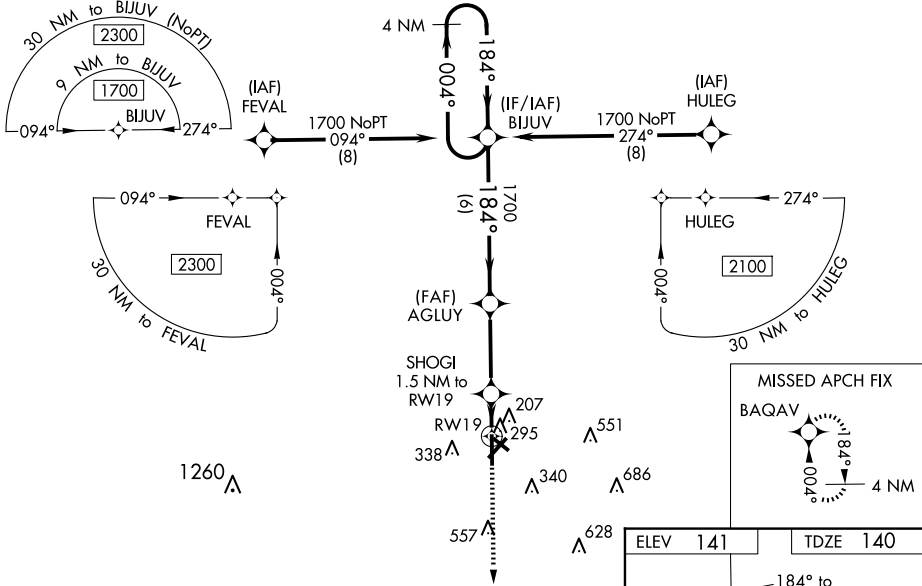 30 NM to BIJUV (NoPT)
2300
9 NM to BIJUV
1700
BIJUV
094°
274°
(IAF)
FEVAL
1700 NoPT
094°
(8)
4 NM
004°
184°
(IF/IAF)
BIJUV
1700 NoPT
274°
(8)
(IAF)
HULEG
1700
184°
(6)
094°
FEVAL
2300
004°
30 NM to FEVAL
274°
HULEG
2100
004°
30 NM to HULEG
(FAF)
AGLUY
SHOGI
1.5 NM to
RW19
RW19
207
295
338
551
340
686
1260
557
628
MISSED APCH FIX
BAQAV
184°
004°
4 NM
ELEV 141
TDZE 140
184° to